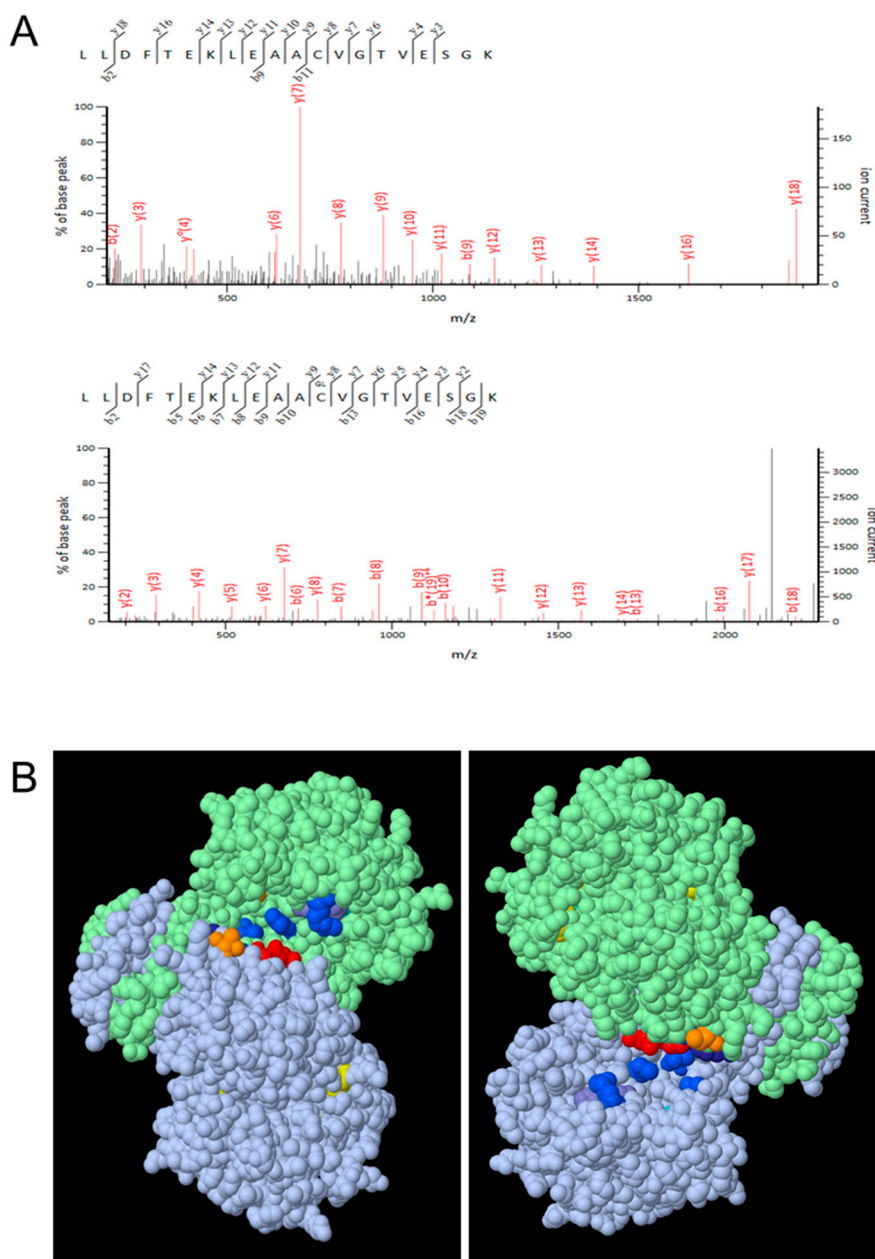 A
y18 y16 y14 y13 y12 y11 y10 y9 y8 y7 y6 y4 y3
L L D F T E K L E A A C V G T V E S G K
b2 b9 b11
100
80
60
40
20
0
% of base peak
b(2)
y(3)
y⁰(4)
y(6)
y(7)
y(8)
y(9)
y(10)
y(11)
b(9)
y(12)
y(13)
y(14)
y(16)
y(18)
150
100
50
0
ion current
500 1000 1500
m/z
y17 y14 y13 y12 y11 y9 y8 y7 y6 y5 y4 y3 y2
GL
L L D F T E K L E A A C V G T V E S G K
b2 b5 b6 b7 b8 b9 b10 b13 b16 b18 b19
100
80
60
40
20
0
% of base peak
y(2)
y(3)
y(4)
y(5)
y(6)
y(7)
b(6)
y(8)
b(7)
b(8)
b(9)
b*(19)
b(10)
y(11)
y(12)
y(13)
y(14)
b(13)
b(16)
y(17)
b(18)
3000
2500
2000
1500
1000
500
0
ion current
500 1000 1500 2000
m/z
B